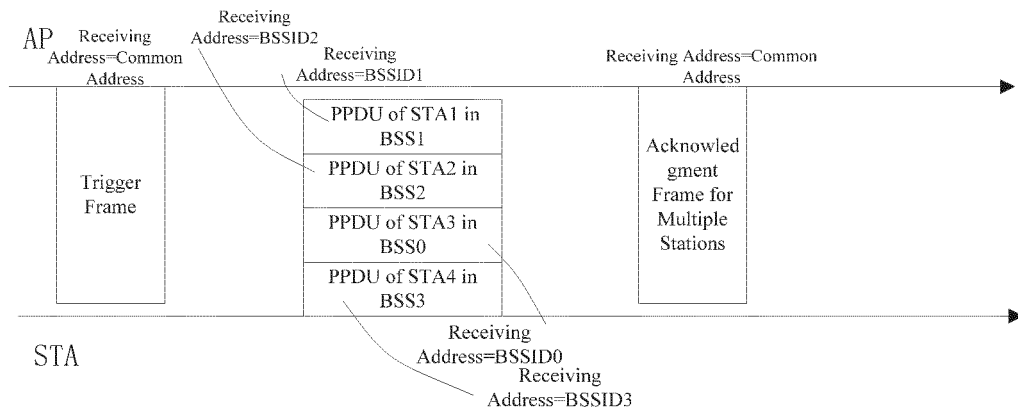 AP
Receiving
Address=Common
Address
Receiving
Address=BSSID2
Receiving
Address=BSSID1
Receiving Address=Common
Address
Trigger
Frame
PPDU of STA1 in
BSS1
PPDU of STA2 in
BSS2
PPDU of STA3 in
BSS0
PPDU of STA4 in
BSS3
Acknowled
gment
Frame for
Multiple
Stations
STA
Receiving
Address=BSSID0
Receiving
Address=BSSID3